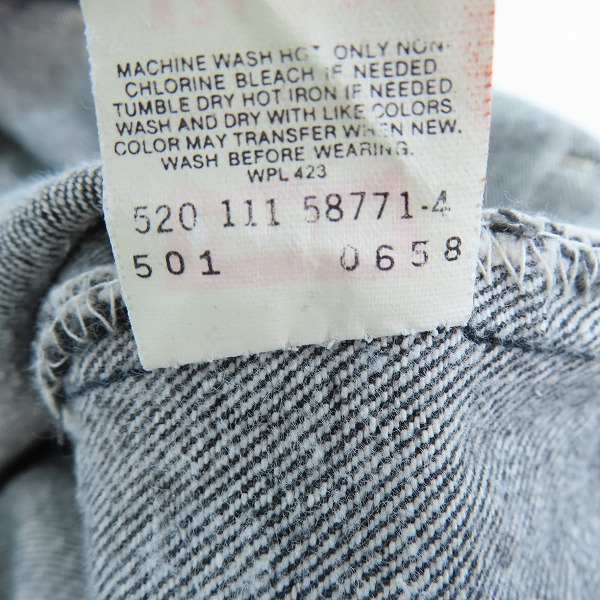 MACHINE WASH HOT ONLY NON-
CHLORINE BLEACH IF NEEDED
TUMBLE DRY HOT IRON IF NEEDED.
WASH AND DRY WITH LIKE COLORS.
COLOR MAY TRANSFER WHEN NEW.
WASH BEFORE WEARING.
WPL 423
520 111 58771-4
501 0658